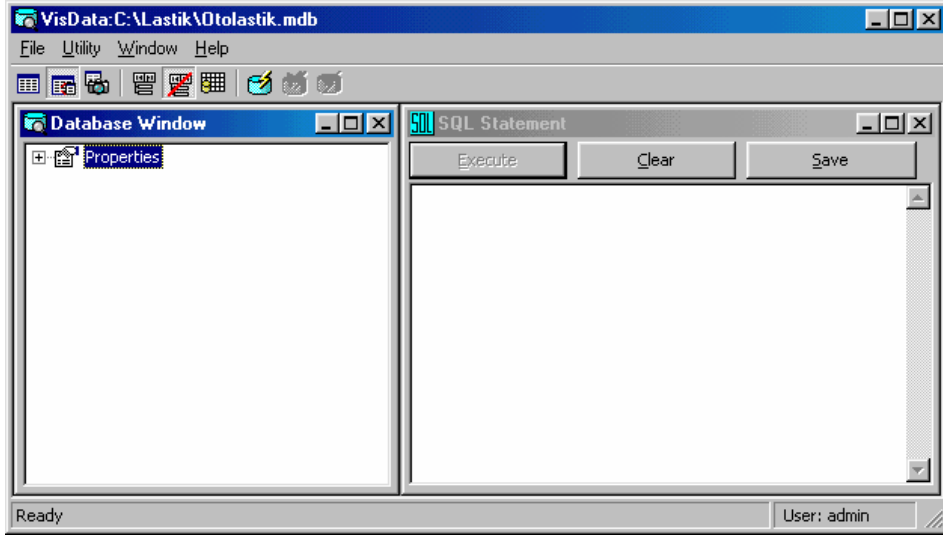 VisData:C:\Lastik\Otolastik.mdb
File Utility Window Help
Database Window
Properties
SQL SQL Statement
Execute Clear Save
Ready User: admin